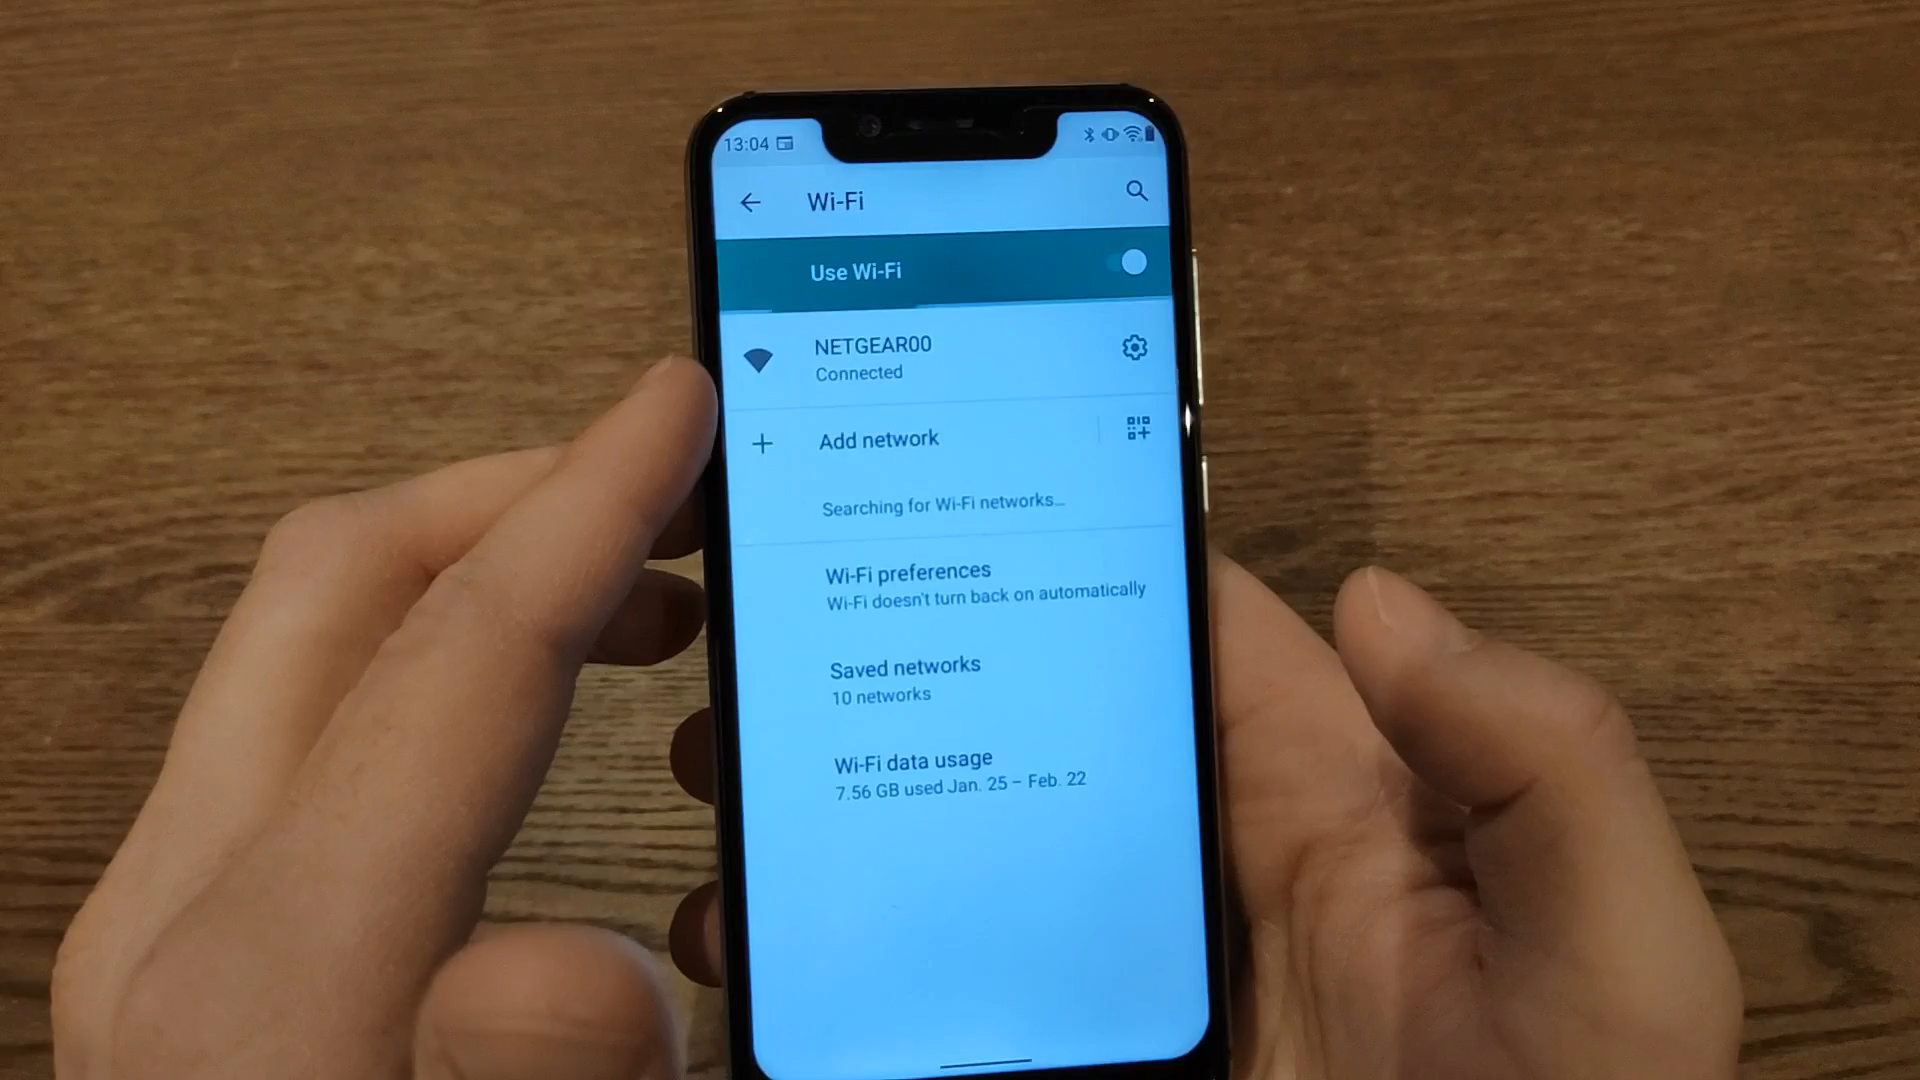 13:04
Wi-Fi
Use Wi-Fi
NETGEAR00
Connected
Add network
Searching for Wi-Fi networks…
Wi-Fi preferences
Wi-Fi doesn't turn back on automatically
Saved networks
10 networks
Wi-Fi data usage
7.56 GB used Jan. 25 – Feb. 22